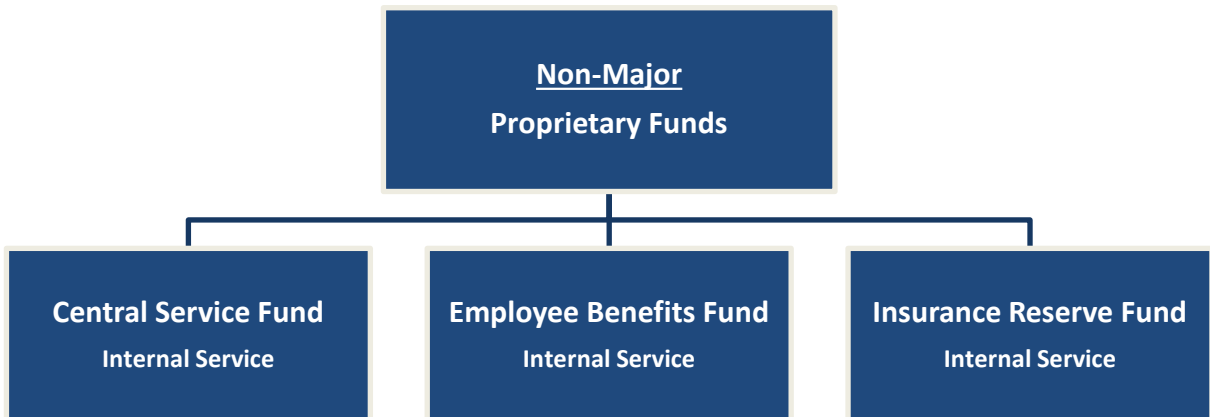 Non-Major
Proprietary Funds
Central Service Fund
Internal Service
Employee Benefits Fund
Internal Service
Insurance Reserve Fund
Internal Service